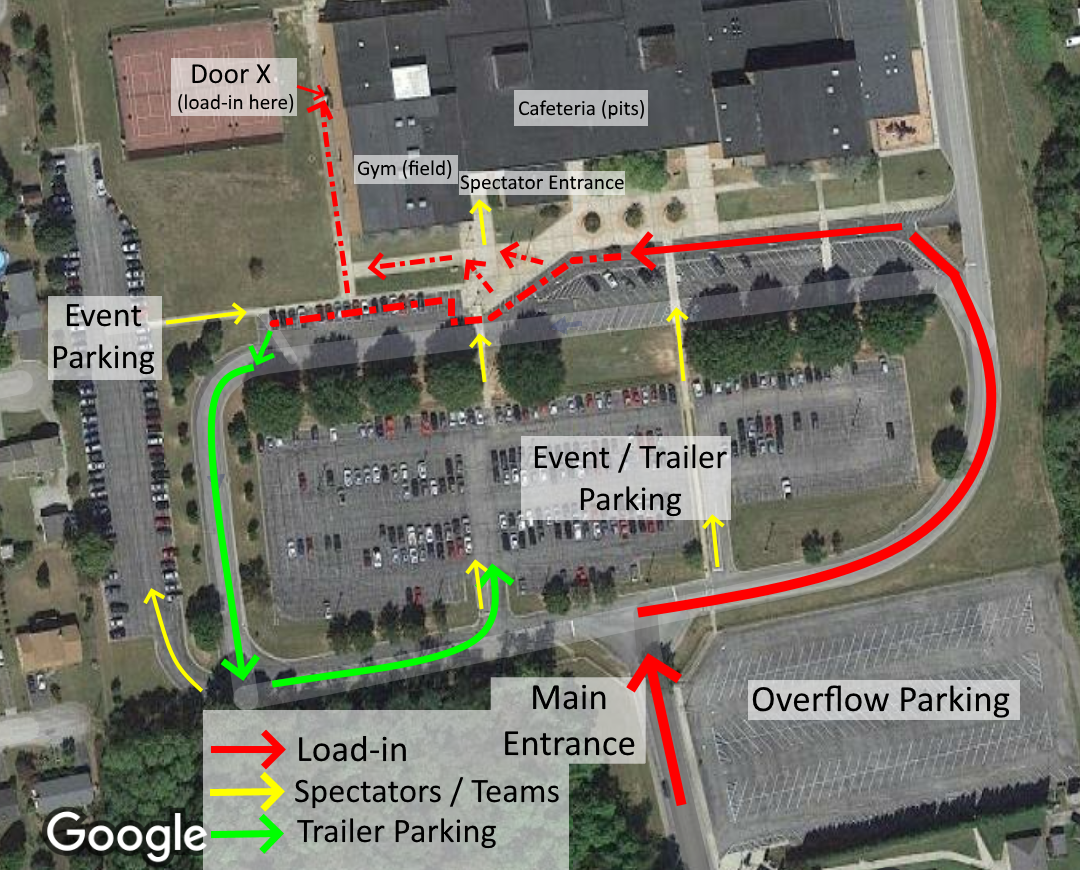 Door X
(load-in here)
Cafeteria (pits)
Gym (field)
Spectator Entrance
Event
Parking
Event / Trailer
Parking
Main
Entrance
Overflow Parking
Load-in
Spectators / Teams
Trailer Parking
Google